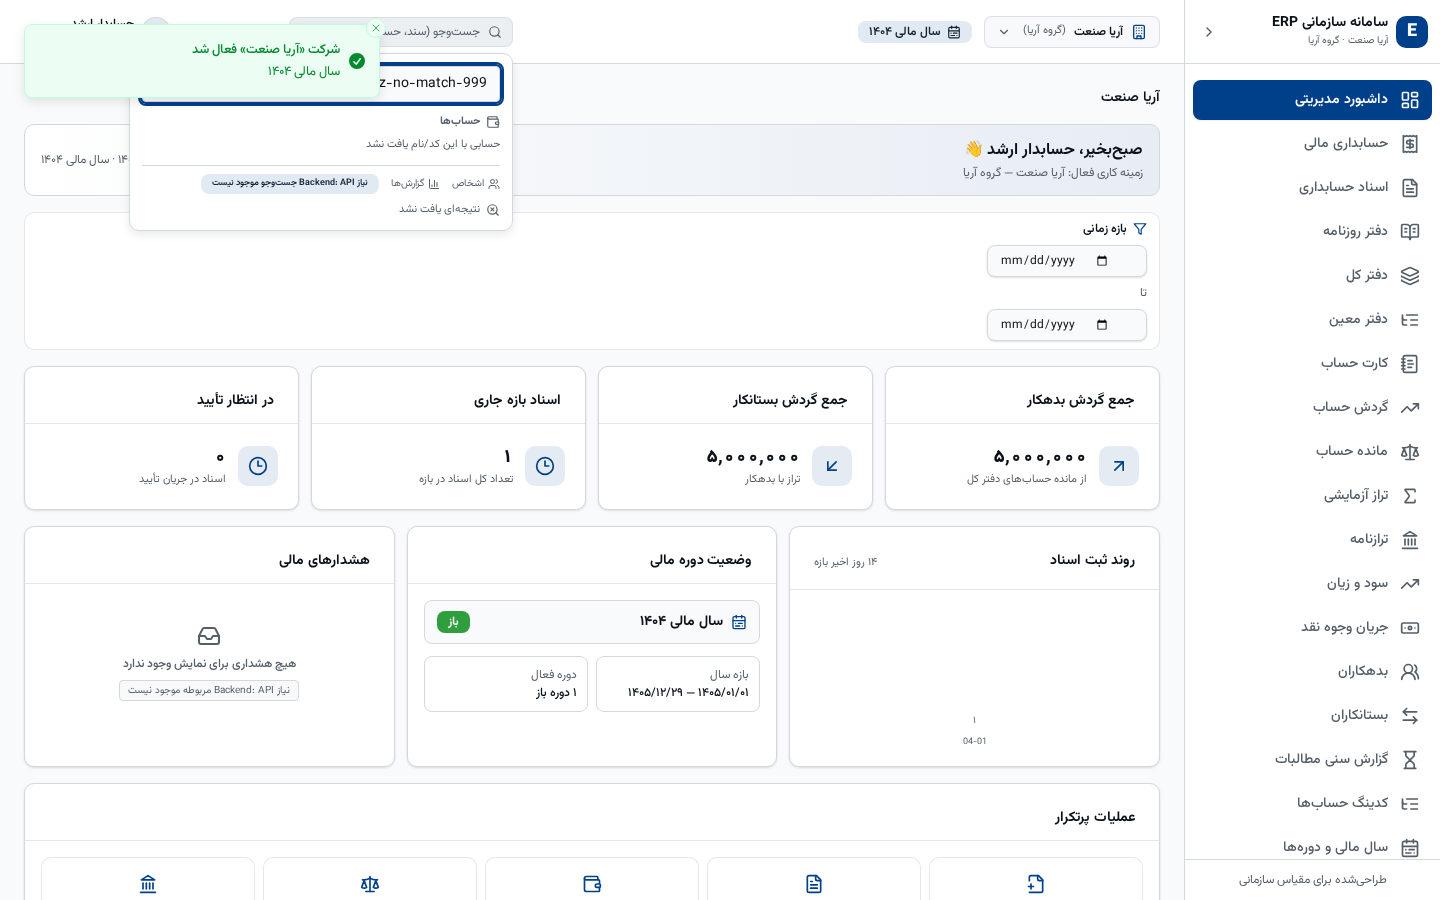 سامانه سازمانی ERP
آریا صنعت · گروه آریا
E
داشبورد مدیریتی
حسابداری مالی
اسناد حسابداری
دفتر روزنامه
دفتر کل
دفتر معین
کارت حساب
گردش حساب
مانده حساب
تراز آزمایشی
ترازنامه
سود و زیان
جریان وجوه نقد
بدهکاران
بستانکاران
گزارش سنی مطالبات
کدینگ حساب‌ها
سال مالی و دوره‌ها
طراحی‌شده برای مقیاس سازمانی
آریا صنعت (گروه آریا)
سال مالی ۱۴۰۴
جست‌وجو (سند، حس
حسابدار ارشد
شرکت «آریا صنعت» فعال شد
سال مالی ۱۴۰۴
z-no-match-999
حساب‌ها
حسابی با این کد/نام یافت نشد
اشخاص
گزارش‌ها
نیاز Backend: API جست‌وجو موجود نیست
نتیجه‌ای یافت نشد
آریا صنعت
صبح‌بخیر، حسابدار ارشد 👋
زمینه کاری فعال: آریا صنعت — گروه آریا
۱۴ · سال مالی ۱۴۰۴
بازه زمانی
mm/dd/yyyy
تا
mm/dd/yyyy
جمع گردش بدهکار
۵,۰۰۰,۰۰۰
از مانده حساب‌های دفتر کل
جمع گردش بستانکار
۵,۰۰۰,۰۰۰
تراز با بدهکار
اسناد بازه جاری
۱
تعداد کل اسناد در بازه
در انتظار تأیید
۰
اسناد در جریان تأیید
روند ثبت اسناد
۱۴ روز اخیر بازه
۱
04-01
وضعیت دوره مالی
سال مالی ۱۴۰۴
باز
بازه سال
۱۴۰۵/۰۱/۰۱ — ۱۴۰۵/۱۲/۲۹
دوره فعال
۱ دوره باز
هشدارهای مالی
هیچ هشداری برای نمایش وجود ندارد
نیاز Backend: API مربوطه موجود نیست
عملیات پرتکرار